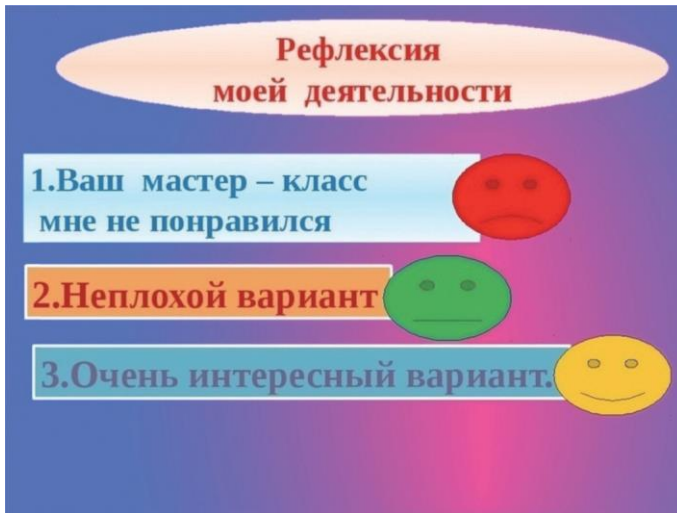 Рефлексия
моей деятельности
1.Ваш мастер – класс
мне не понравился
2.Неплохой вариант
3.Очень интересный вариант.